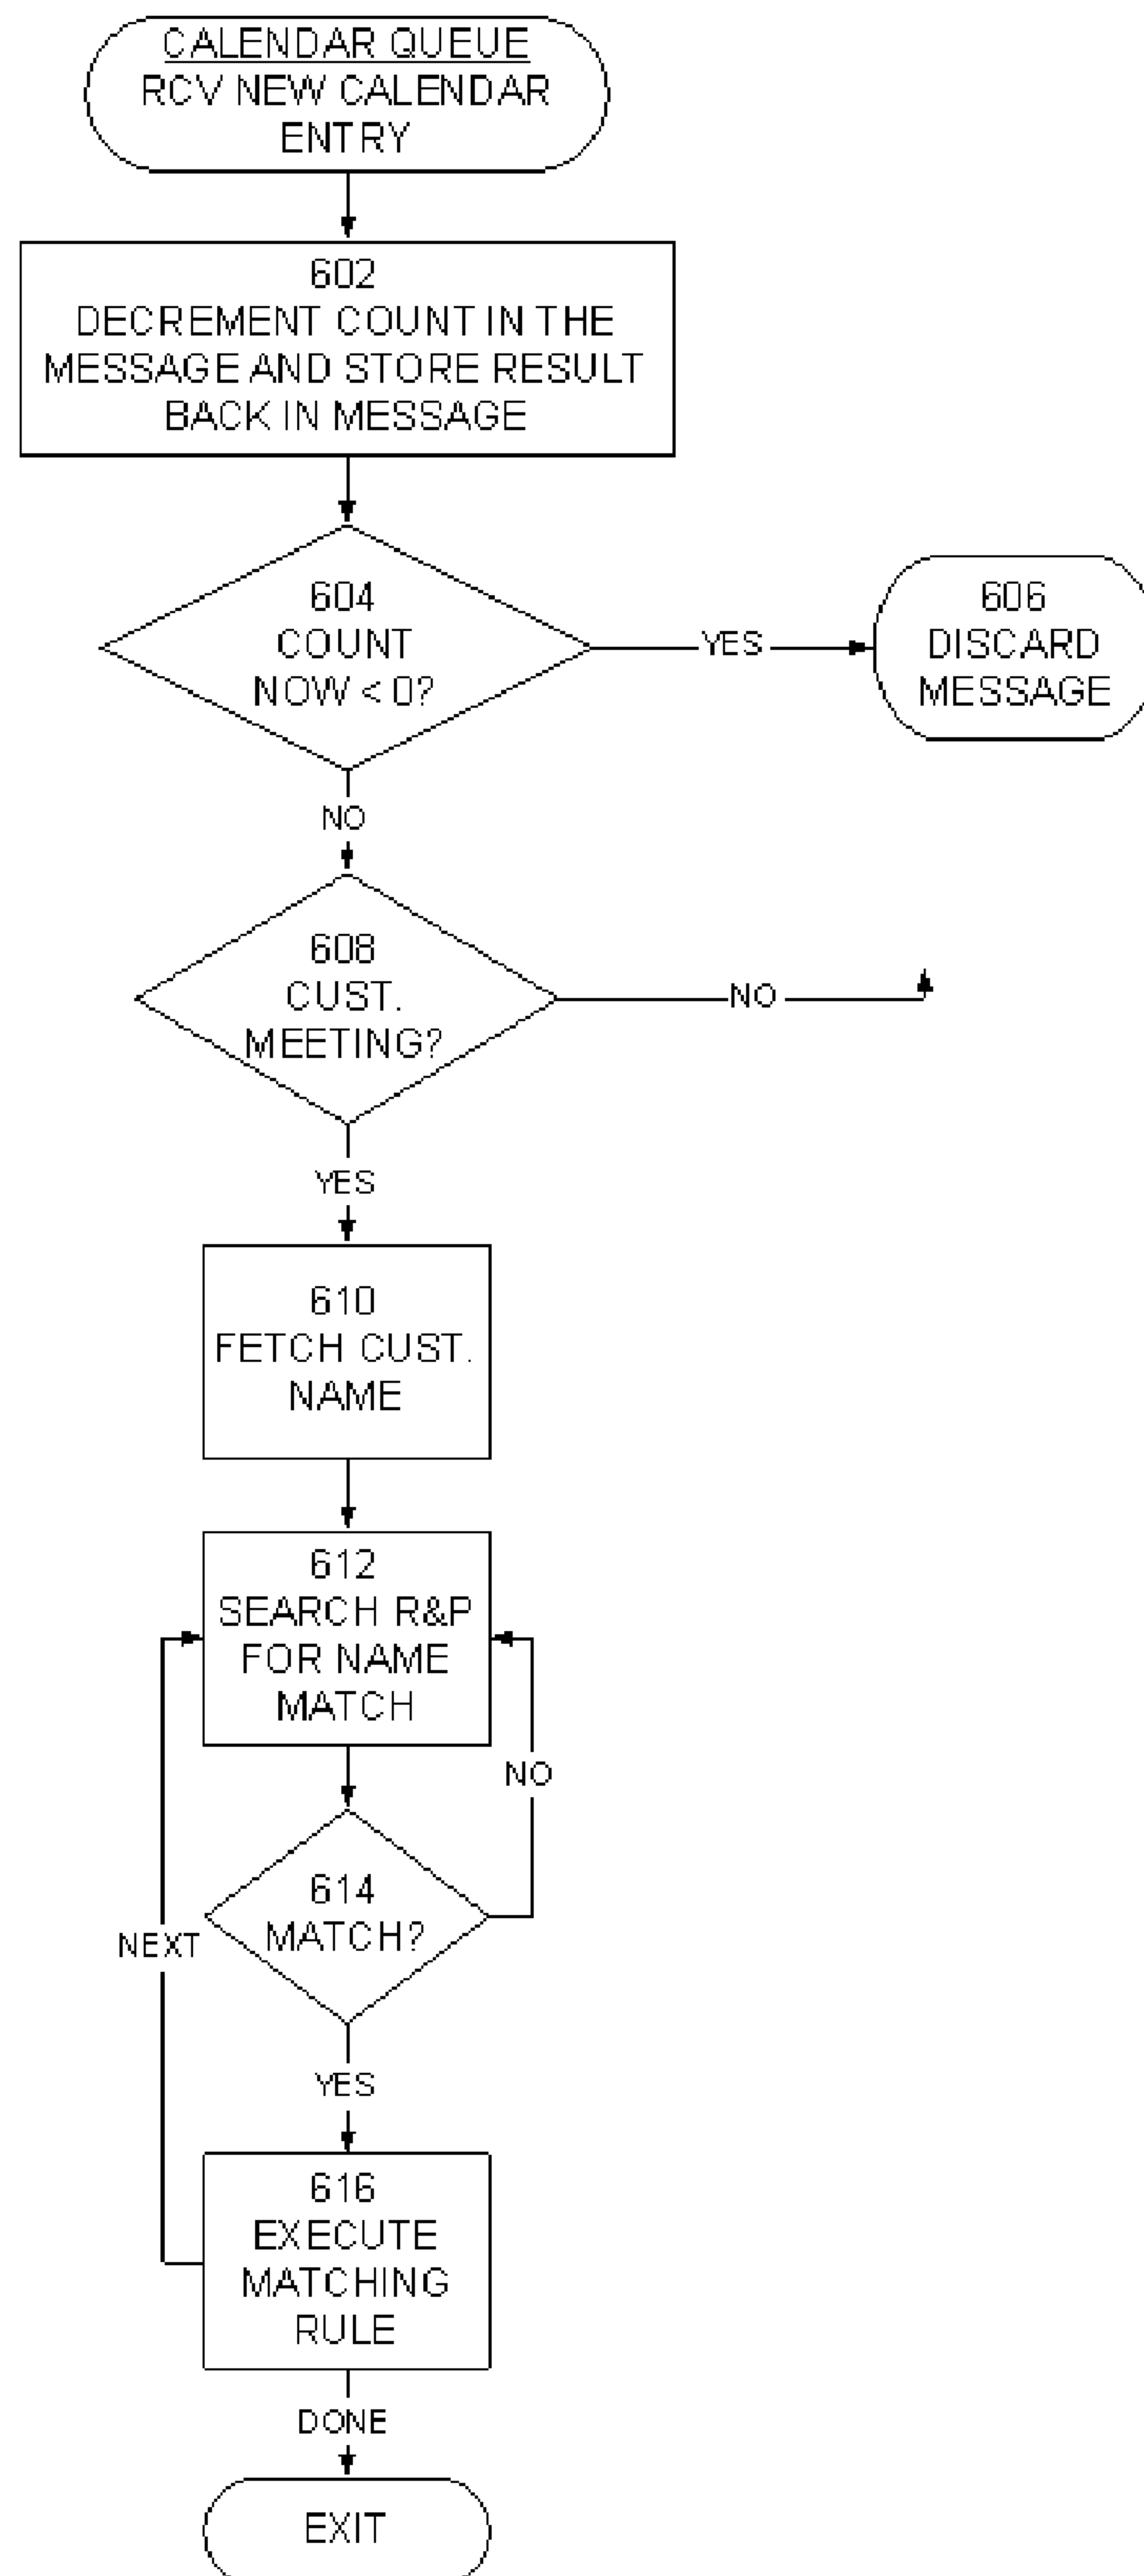 CALENDAR QUEUE
RCV NEW CALENDAR
ENTRY
602
DECREMENT COUNT IN THE
MESSAGE AND STORE RESULT
BACK IN MESSAGE
604
COUNT
NOW < 0?
YES
606
DISCARD
MESSAGE
NO
608
CUST.
MEETING?
NO
YES
610
FETCH CUST.
NAME
612
SEARCH R&P
FOR NAME
MATCH
NO
614
MATCH?
NEXT
YES
616
EXECUTE
MATCHING
RULE
DONE
EXIT